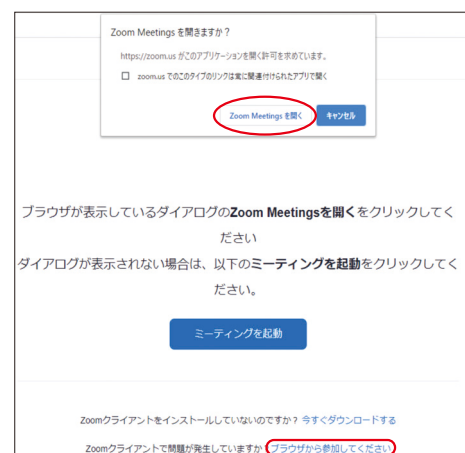 Zoom Meetings を開きますか？
https://zoom.us がこのアプリケーションを開く許可を求めています。
zoom.us でこのタイプのリンクは常に関連付けられたアプリで開く
Zoom Meetings を開く キャンセル
ブラウザが表示しているダイアログのZoom Meetingsを開くをクリックしてく
ださい
ダイアログが表示されない場合は、以下のミーティングを起動をクリックしてく
ださい。
ミーティングを起動
Zoomクライアントをインストールしていないのですか？ 今すぐダウンロードする
Zoomクライアントで問題が発生していますか ブラウザから参加してください